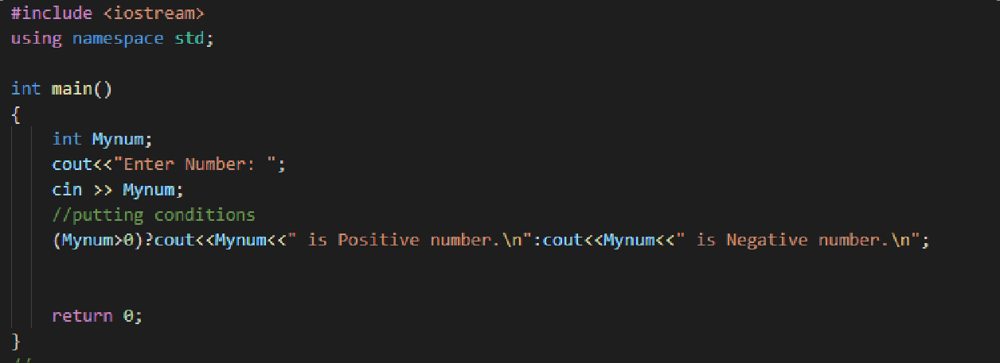 #include <iostream>
using namespace std;
int main()
{
int Mynum;
cout<<"Enter Number: ";
cin >> Mynum;
//putting conditions
(Mynum>0)?cout<<Mynum<<" is Positive number.\n":cout<<Mynum<<" is Negative number.\n";
return 0;
}
//